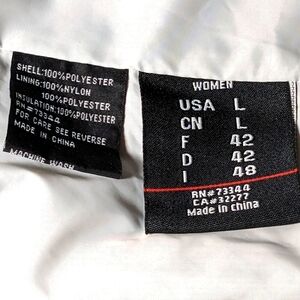 SHELL:100%POLYESTER
LINING:100%NYLON
100%POLYESTER
INSULATION:100%POLYESTER
RN#73344
FOR CARE SEE REVERSE
MADE IN CHINA
MACHINE WASH
WOMEN
USA L
CN L
F 42
D 42
I 48
RN#73344
CA#32277
Made in China